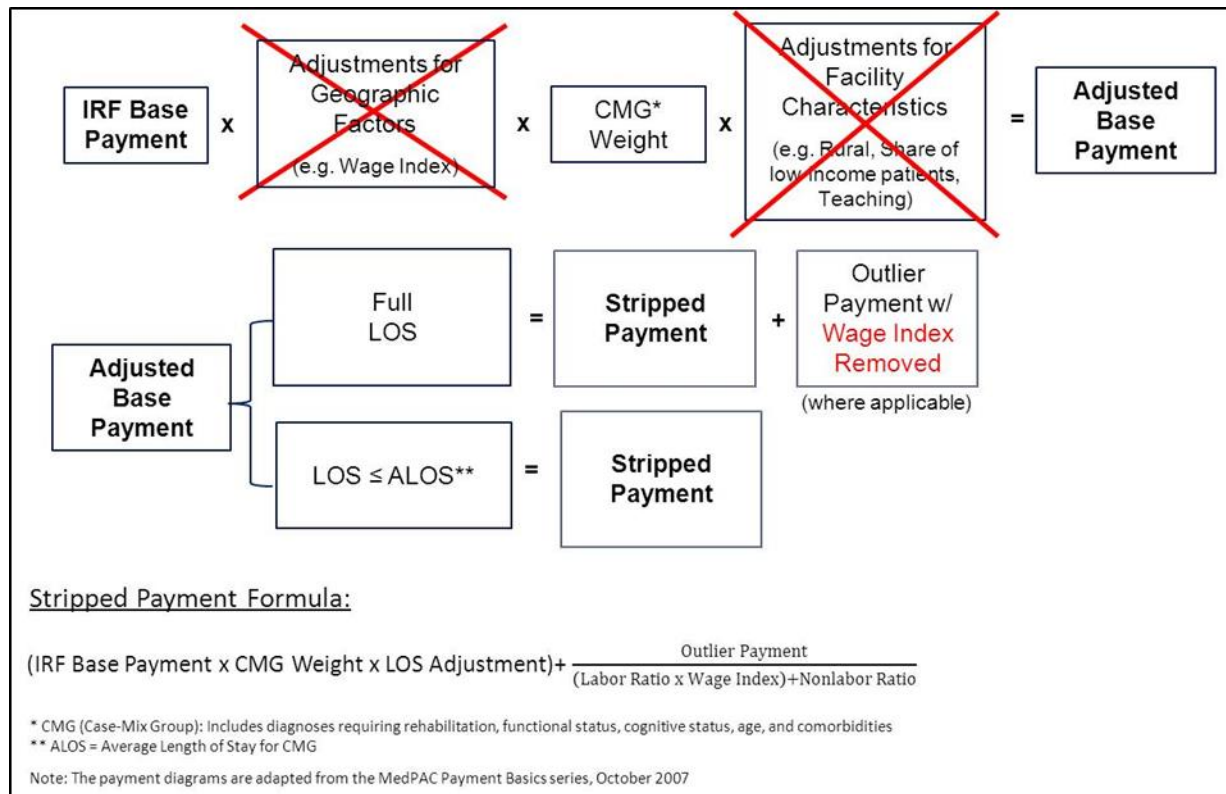 Adjustments for
Geographic
Factors
(e.g. Wage Index)
Adjustments for
Facility
Characteristics
(e.g. Rural, Share of
low income patients,
Teaching)
IRF Base
Payment
x
x
CMG*
Weight
x
=
Adjusted
Base
Payment
Full
LOS
=
Stripped
Payment
+
Outlier
Payment w/
Wage Index
Removed
(where applicable)
Adjusted
Base
Payment
LOS ≤ ALOS**
=
Stripped
Payment
Stripped Payment Formula:
(IRF Base Payment x CMG Weight x LOS Adjustment)+
Outlier Payment
(Labor Ratio x Wage Index)+Nonlabor Ratio
* CMG (Case-Mix Group): Includes diagnoses requiring rehabilitation, functional status, cognitive status, age, and comorbidities
** ALOS = Average Length of Stay for CMG
Note: The payment diagrams are adapted from the MedPAC Payment Basics series, October 2007